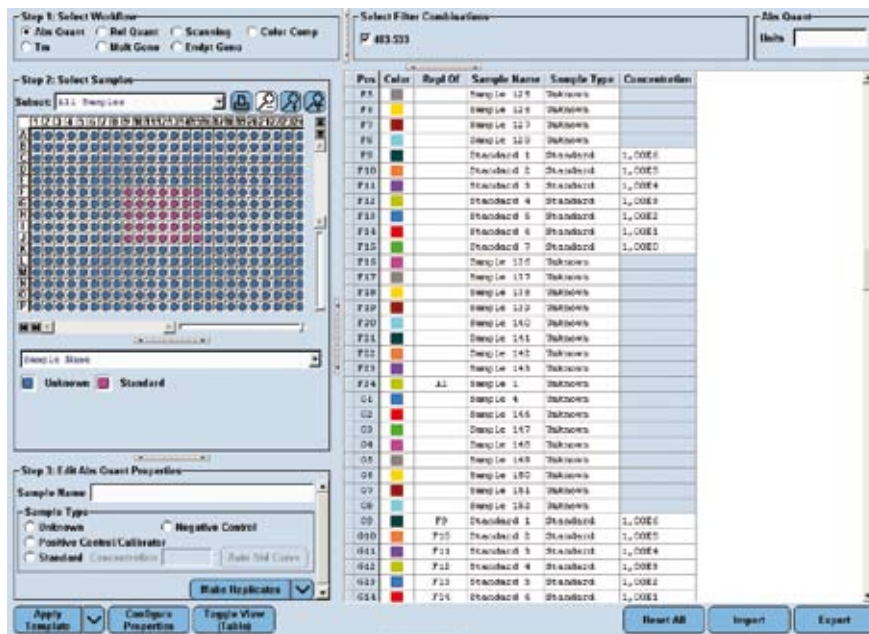 Step 1: Select Workflow
Abs Quant Rel Quant Scanning Color Comp
Tm Melt Geno Endpt Geno
Select Filter Combinations
483-533
Abs Quant
Units
Step 2: Select Samples
Select: All Samples
Sample Name
Unknown Standard
Step 3: Edit Abs Quant Properties
Sample Name
Sample Type
Unknown Negative Control
Positive Control/Calibrator
Standard Concentration Auto Std Curve
Make Replicates
Pos Color Repl Of Sample Name Sample Type Concentration
F5 Sample 125 Unknown
F6 Sample 126 Unknown
F7 Sample 127 Unknown
F8 Sample 128 Unknown
F9 Standard 1 Standard 1,00E6
F10 Standard 2 Standard 1,00E5
F11 Standard 3 Standard 1,00E4
F12 Standard 4 Standard 1,00E3
F13 Standard 5 Standard 1,00E2
F14 Standard 6 Standard 1,00E1
F15 Standard 7 Standard 1,00E0
F16 Sample 136 Unknown
F17 Sample 137 Unknown
F18 Sample 138 Unknown
F19 Sample 139 Unknown
F20 Sample 140 Unknown
F21 Sample 141 Unknown
F22 Sample 142 Unknown
F23 Sample 143 Unknown
F24 A1 Sample 1 Unknown
G1 Sample 4 Unknown
G2 Sample 146 Unknown
G3 Sample 147 Unknown
G4 Sample 148 Unknown
G5 Sample 149 Unknown
G6 Sample 150 Unknown
G7 Sample 151 Unknown
G8 Sample 152 Unknown
G9 F9 Standard 1 Standard 1,00E6
G10 F10 Standard 2 Standard 1,00E5
G11 F11 Standard 3 Standard 1,00E4
G12 F12 Standard 4 Standard 1,00E3
G13 F13 Standard 5 Standard 1,00E2
G14 F14 Standard 6 Standard 1,00E1
Apply Template Configure Properties Toggle View (Table) Reset All Import Export